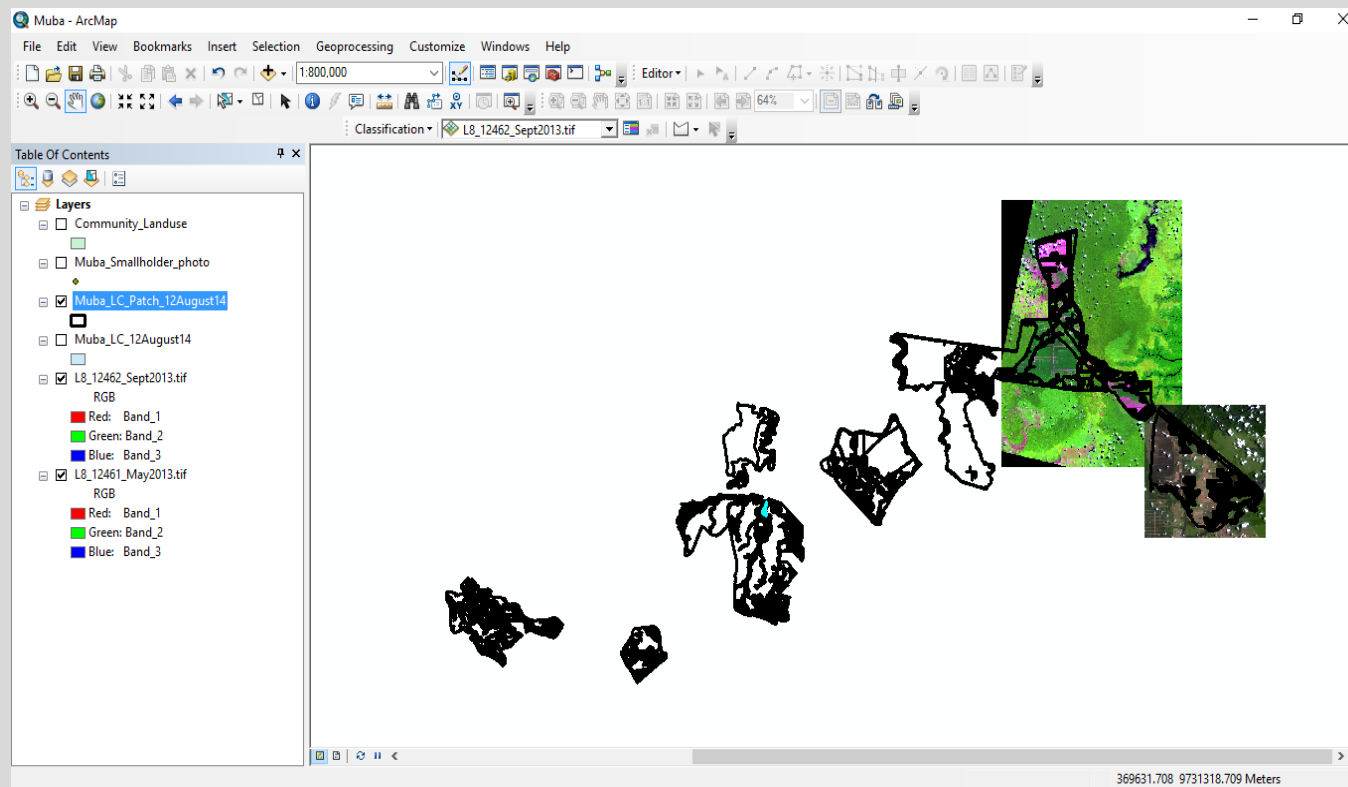 Muba - ArcMap
File Edit View Bookmarks Insert Selection Geoprocessing Customize Windows Help
1:800,000 Editor
64%
Classification L8_12462_Sept2013.tif
Table Of Contents
Layers
Community_Landuse
Muba_Smallholder_photo
Muba_LC_Patch_12August14
Muba_LC_12August14
L8_12462_Sept2013.tif
RGB
Red: Band_1
Green: Band_2
Blue: Band_3
L8_12461_May2013.tif
RGB
Red: Band_1
Green: Band_2
Blue: Band_3
369631.708 9731318.709 Meters